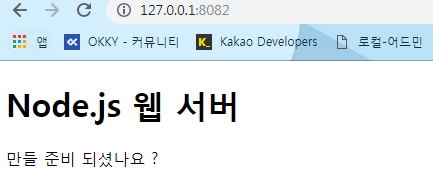 127.0.0.1:8082
앱 OKKY - 커뮤니티 Kakao Developers 로컬-어드민
Node.js 웹 서버
만들 준비 되셨나요 ?